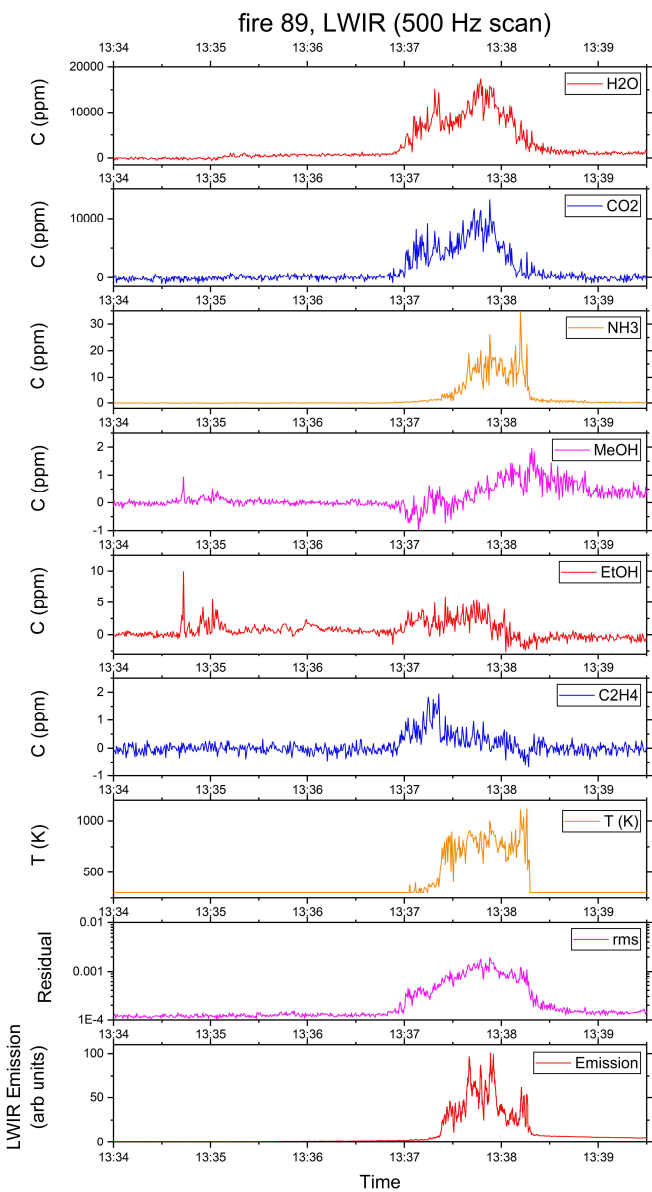 fire 89, LWIR (500 Hz scan)
13:34 13:35 13:36 13:37 13:38 13:39
20000
10000
0
C (ppm)
H2O
13:34 13:35 13:36 13:37 13:38 13:39
10000
0
C (ppm)
CO2
13:34 13:35 13:36 13:37 13:38 13:39
30
20
10
0
C (ppm)
NH3
13:34 13:35 13:36 13:37 13:38 13:39
2
1
0
-1
C (ppm)
MeOH
13:34 13:35 13:36 13:37 13:38 13:39
10
5
0
C (ppm)
EtOH
13:34 13:35 13:36 13:37 13:38 13:39
2
1
0
-1
C (ppm)
C2H4
13:34 13:35 13:36 13:37 13:38 13:39
1000
500
T (K)
T (K)
13:34 13:35 13:36 13:37 13:38 13:39
0.01
0.001
1E-4
Residual
rms
13:34 13:35 13:36 13:37 13:38 13:39
100
50
0
LWIR Emission
(arb units)
Emission
13:34 13:35 13:36 13:37 13:38 13:39
Time